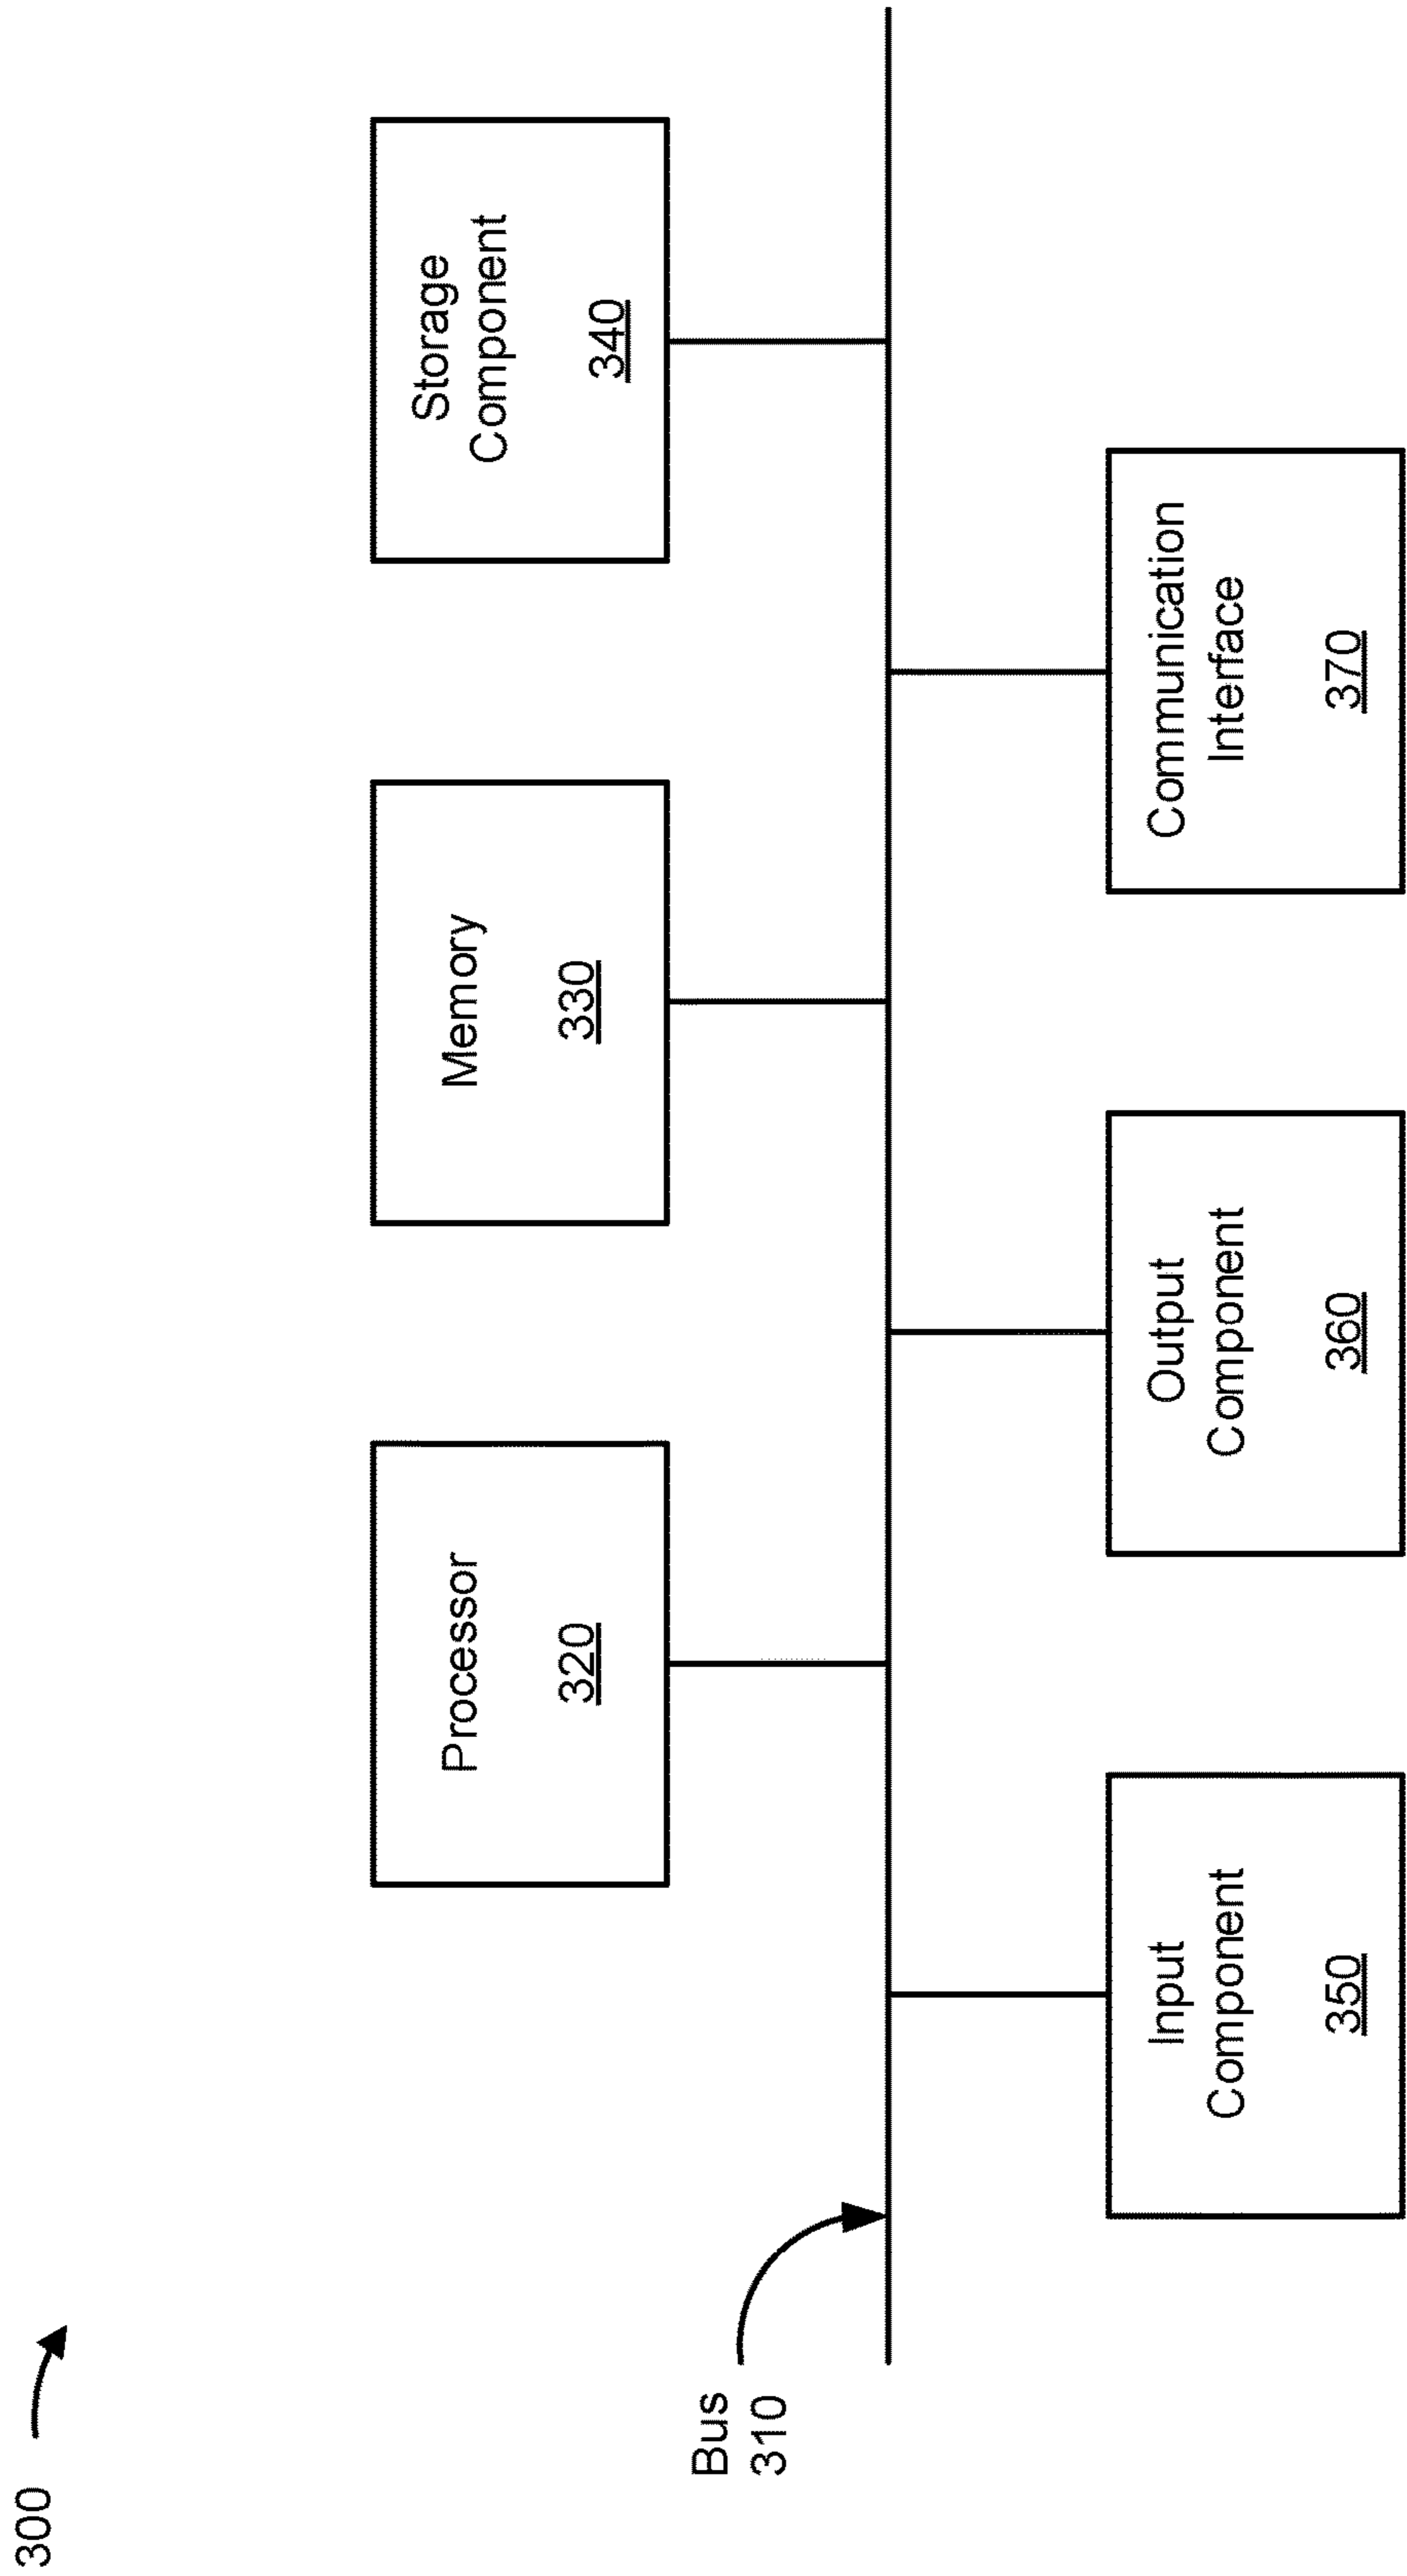 300
Processor
320
Memory
330
Storage
Component
340
Bus
310
Input
Component
350
Output
Component
360
Communication
Interface
370